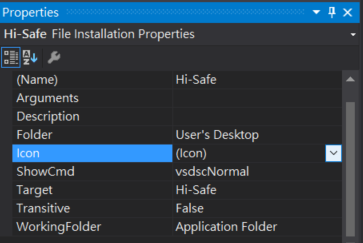 Properties
Hi-Safe File Installation Properties
(Name) Hi-Safe
Arguments
Description
Folder User's Desktop
Icon (Icon)
ShowCmd vsdscNormal
Target Hi-Safe
Transitive False
WorkingFolder Application Folder